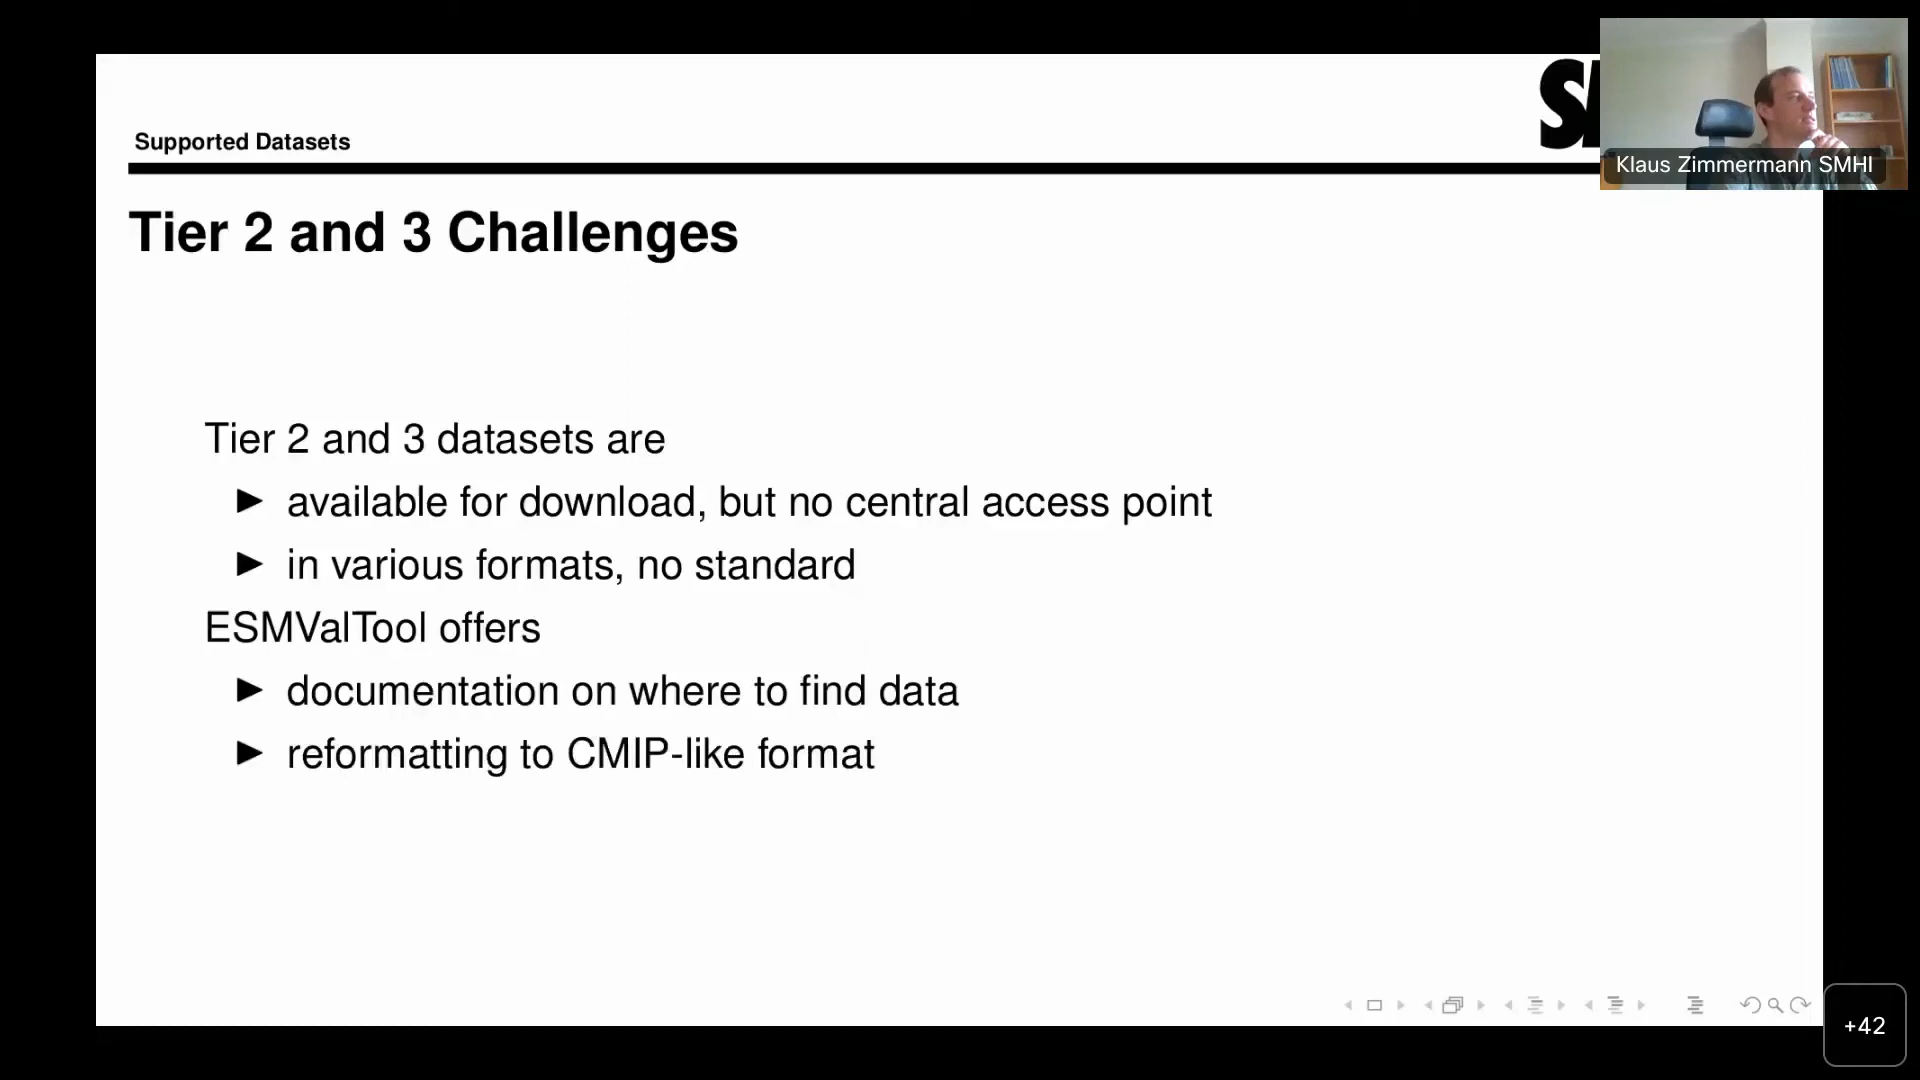 Supported Datasets
Klaus Zimmermann SMHI
Tier 2 and 3 Challenges
Tier 2 and 3 datasets are
▶ available for download, but no central access point
▶ in various formats, no standard
ESMValTool offers
▶ documentation on where to find data
▶ reformatting to CMIP-like format
+42